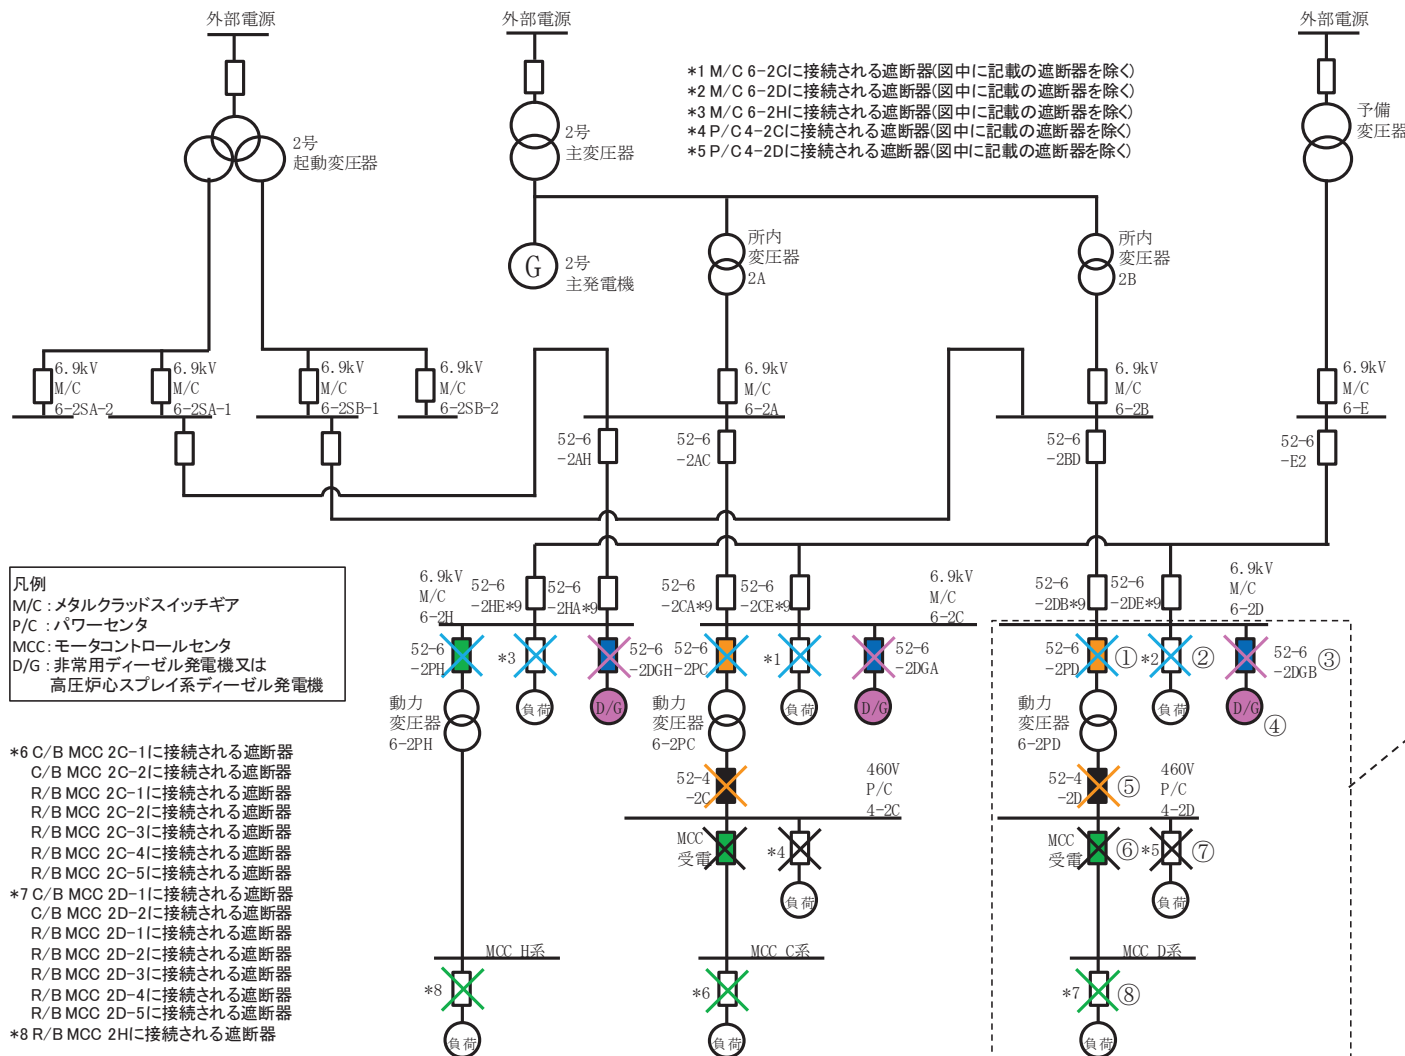 外部電源
外部電源
外部電源
*1 M/C 6-2Cに接続される遮断器(図中に記載の遮断器を除く)
*2 M/C 6-2Dに接続される遮断器(図中に記載の遮断器を除く)
*3 M/C 6-2Hに接続される遮断器(図中に記載の遮断器を除く)
*4 P/C 4-2Cに接続される遮断器(図中に記載の遮断器を除く)
*5 P/C 4-2Dに接続される遮断器(図中に記載の遮断器を除く)
2号
起動変圧器
2号
主変圧器
予備
変圧器
G
2号
主発電機
所内
変圧器
2A
所内
変圧器
2B
6.9kV
M/C
6-2SA-2
6.9kV
M/C
6-2SA-1
6.9kV
M/C
6-2SB-1
6.9kV
M/C
6-2SB-2
6.9kV
M/C
6-2A
6.9kV
M/C
6-2B
6.9kV
M/C
6-E
52-6
-2AH
52-6
-2AC
52-6
-2BD
52-6
-E2
凡例
M/C：メタルクラッドスイッチギア
P/C：パワーセンタ
MCC：モータコントロールセンタ
D/G：非常用ディーゼル発電機又は
高圧炉心スプレイ系ディーゼル発電機
6.9kV
M/C
6-2H
52-6
-2HE*9
52-6
-2HA*9
52-6
-2CA*9
52-6
-2CE*9
6.9kV
M/C
6-2C
52-6
-2DB*9
52-6
-2DE*9
6.9kV
M/C
6-2D
52-6
-2PH
*3
52-6
-2DGH
52-6
-2PC
*1
52-6
-2DGA
52-6
-2PD
①
*2
②
52-6
-2DGB
③
動力
変圧器
6-2PH
負荷
D/G
動力
変圧器
6-2PC
負荷
D/G
動力
変圧器
6-2PD
負荷
D/G
④
52-4
-2C
460V
P/C
4-2C
52-4
-2D
⑤
460V
P/C
4-2D
MCC
受電
*4
負荷
MCC
受電
⑥
*5
⑦
負荷
*6 C/B MCC 2C-1に接続される遮断器
C/B MCC 2C-2に接続される遮断器
R/B MCC 2C-1に接続される遮断器
R/B MCC 2C-2に接続される遮断器
R/B MCC 2C-3に接続される遮断器
R/B MCC 2C-4に接続される遮断器
R/B MCC 2C-5に接続される遮断器
*7 C/B MCC 2D-1に接続される遮断器
C/B MCC 2D-2に接続される遮断器
R/B MCC 2D-1に接続される遮断器
R/B MCC 2D-2に接続される遮断器
R/B MCC 2D-3に接続される遮断器
R/B MCC 2D-4に接続される遮断器
R/B MCC 2D-5に接続される遮断器
*8 R/B MCC 2Hに接続される遮断器
MCC H系
MCC C系
MCC D系
*8
*6
*7
⑧
負荷
負荷
負荷